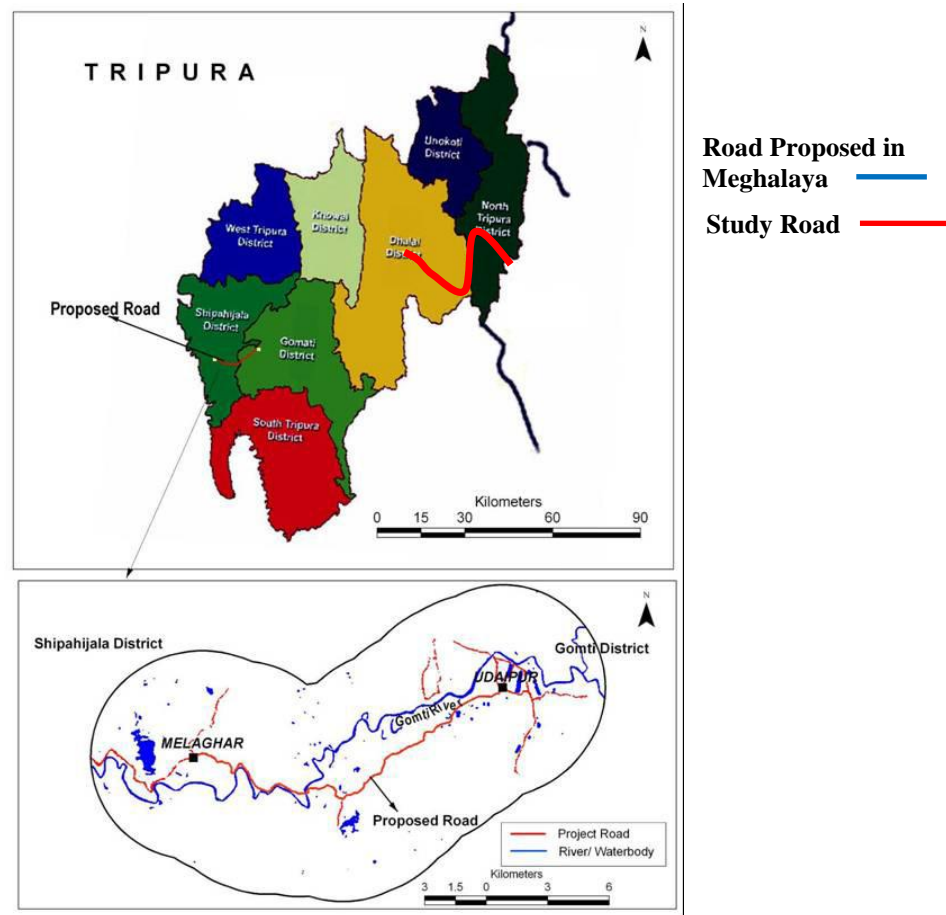 N
TRIPURA
Unokoti
District
North
Tripura
District
West Tripura
District
Khowai
District
Dhalai
District
Proposed Road
Shipahijala
District
Gomati
District
South Tripura
District
Kilometers
0 15 30 60 90
Road Proposed in
Meghalaya
Study Road
N
Shipahijala District
Gomti District
UDAIPUR
Gomti River
MELAGHAR
Proposed Road
Project Road
River/ Waterbody
Kilometers
3 1.5 0 3 6